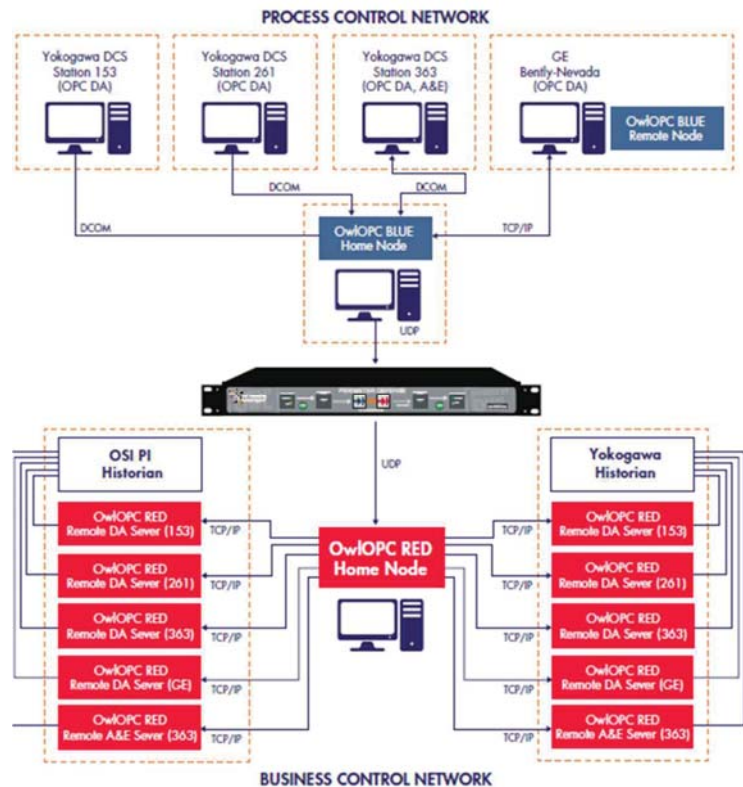 PROCESS CONTROL NETWORK
Yokogawa DCS
Station 153
(OPC DA)
Yokogawa DCS
Station 261
(OPC DA)
Yokogawa DCS
Station 363
(OPC DA, A&E)
GE
Bently-Nevada
(OPC DA)
OwlOPC BLUE
Remote Node
DCOM
DCOM
DCOM
TCP/IP
OwlOPC BLUE
Home Node
UDP
UDP
OSI PI
Historian
OwlOPC RED
Remote DA Sever (153)
OwlOPC RED
Remote DA Sever (261)
OwlOPC RED
Remote DA Sever (363)
OwlOPC RED
Remote DA Sever (GE)
OwlOPC RED
Remote A&E Sever (363)
TCP/IP
TCP/IP
TCP/IP
TCP/IP
TCP/IP
OwlOPC RED
Home Node
TCP/IP
TCP/IP
TCP/IP
TCP/IP
TCP/IP
Yokogawa
Historian
OwlOPC RED
Remote DA Sever (153)
OwlOPC RED
Remote DA Sever (261)
OwlOPC RED
Remote DA Sever (363)
OwlOPC RED
Remote DA Sever (GE)
OwlOPC RED
Remote A&E Sever (363)
BUSINESS CONTROL NETWORK